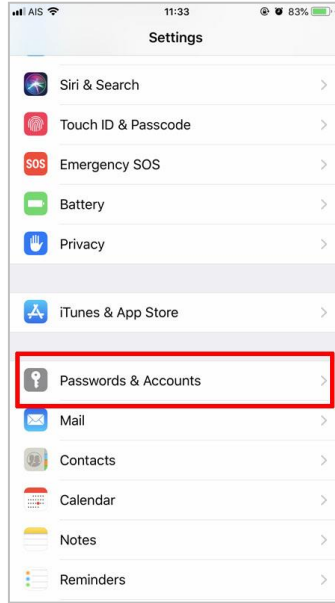 AIS 11:33 83%
Settings
Siri & Search
Touch ID & Passcode
SOS Emergency SOS
Battery
Privacy
iTunes & App Store
Passwords & Accounts
Mail
Contacts
Calendar
Notes
Reminders